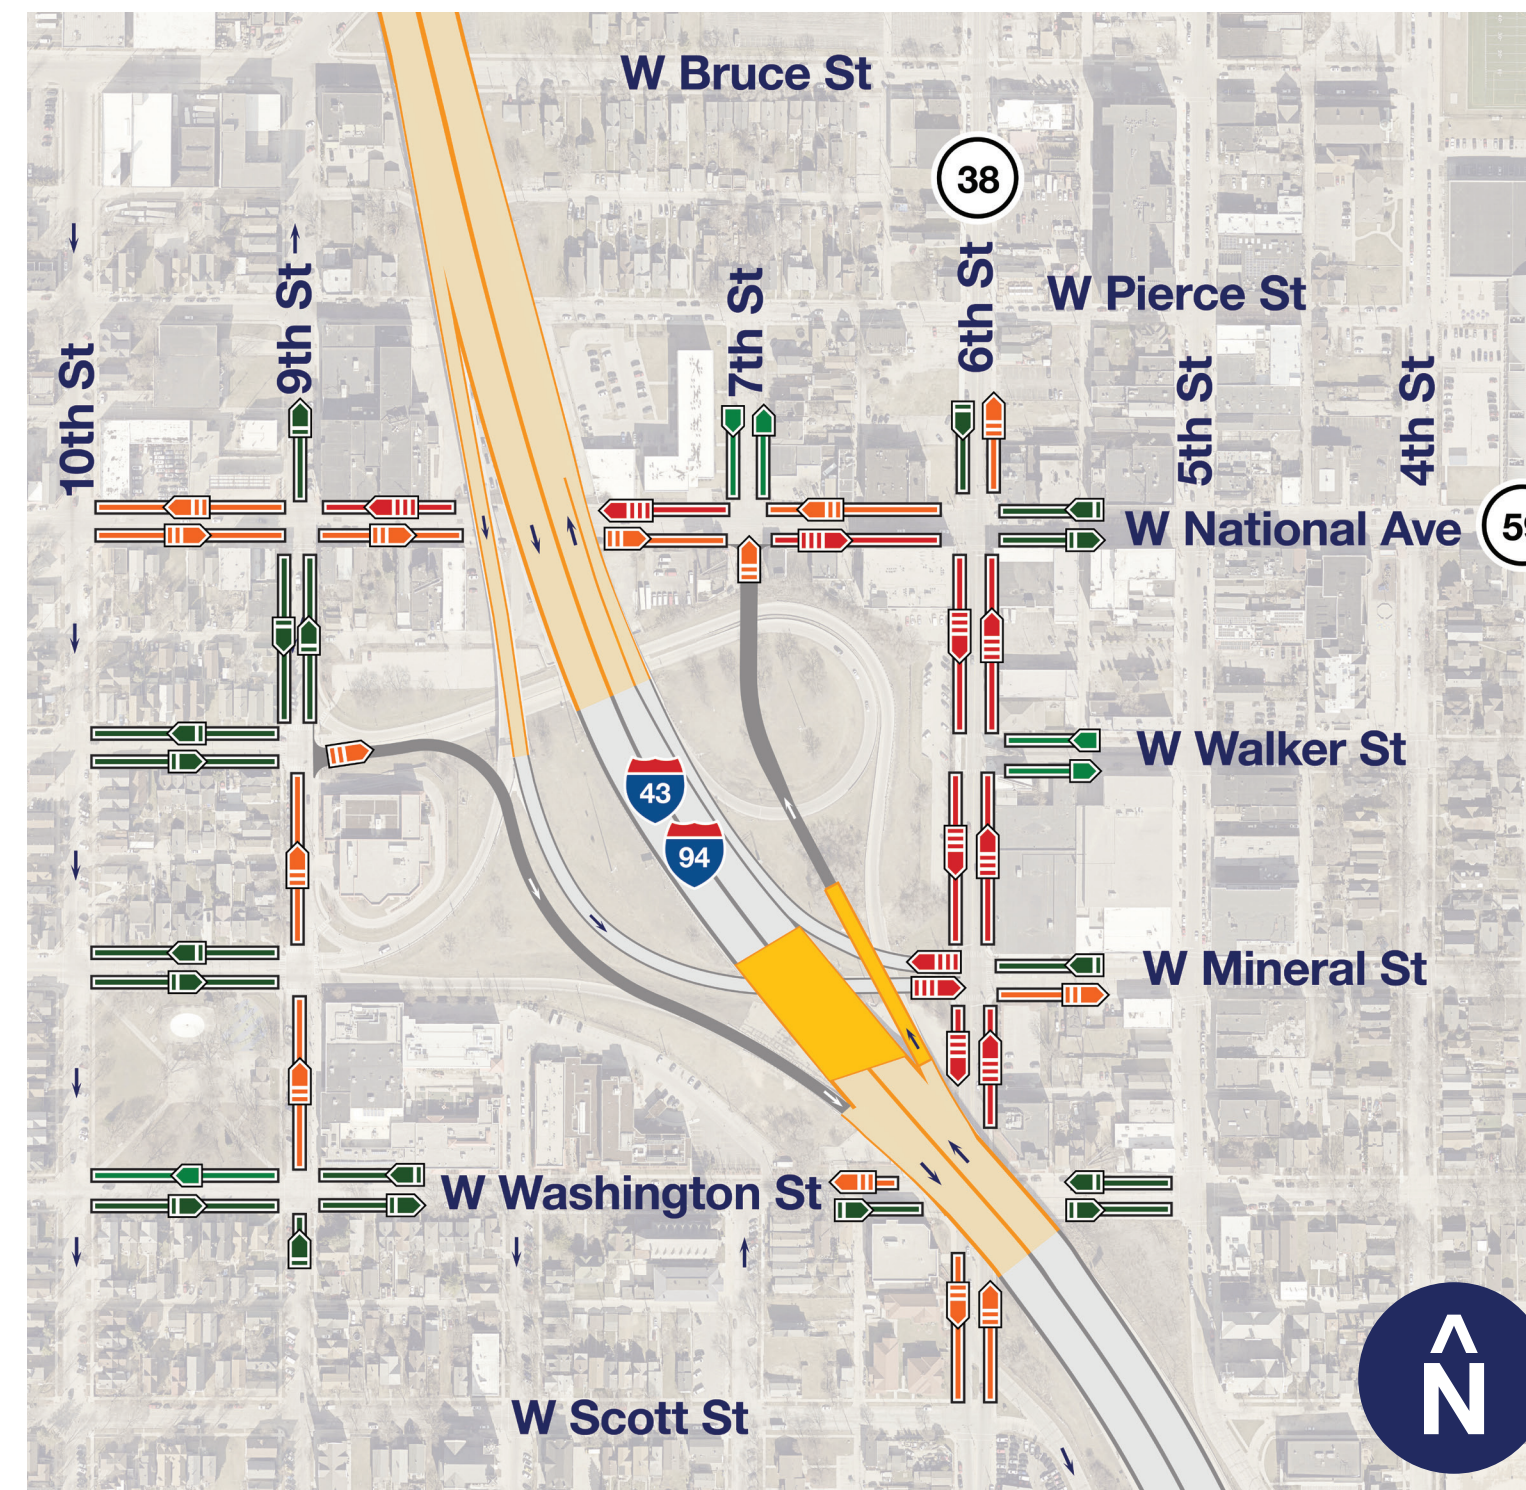 W Bruce St
38
6th St
W Pierce St
9th St
7th St
10th St
5th St
4th St
W National Ave
W Walker St
43
94
W Mineral St
W Washington St
W Scott St
N